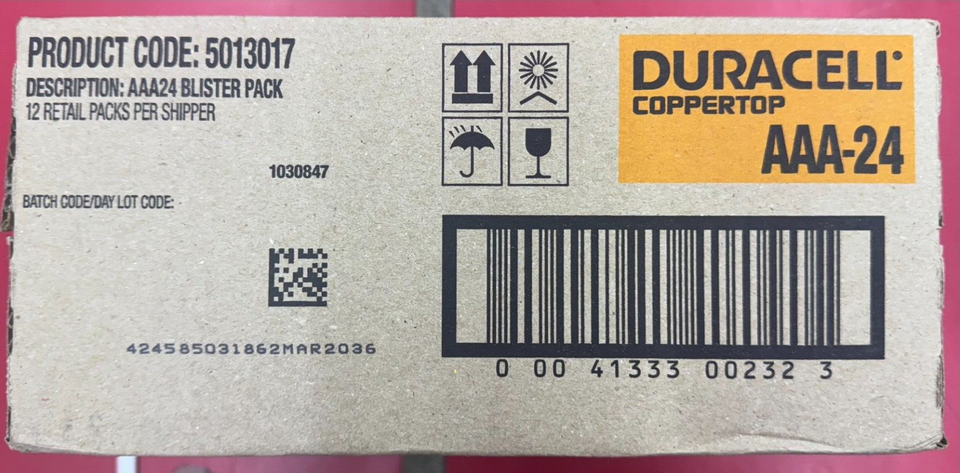 PRODUCT CODE: 5013017
DESCRIPTION: AAA24 BLISTER PACK
12 RETAIL PACKS PER SHIPPER
1030847
BATCH CODE/DAY LOT CODE:
424585031862MAR2036
DURACELL
COPPERTOP
AAA-24
0 00 41333 00232 3